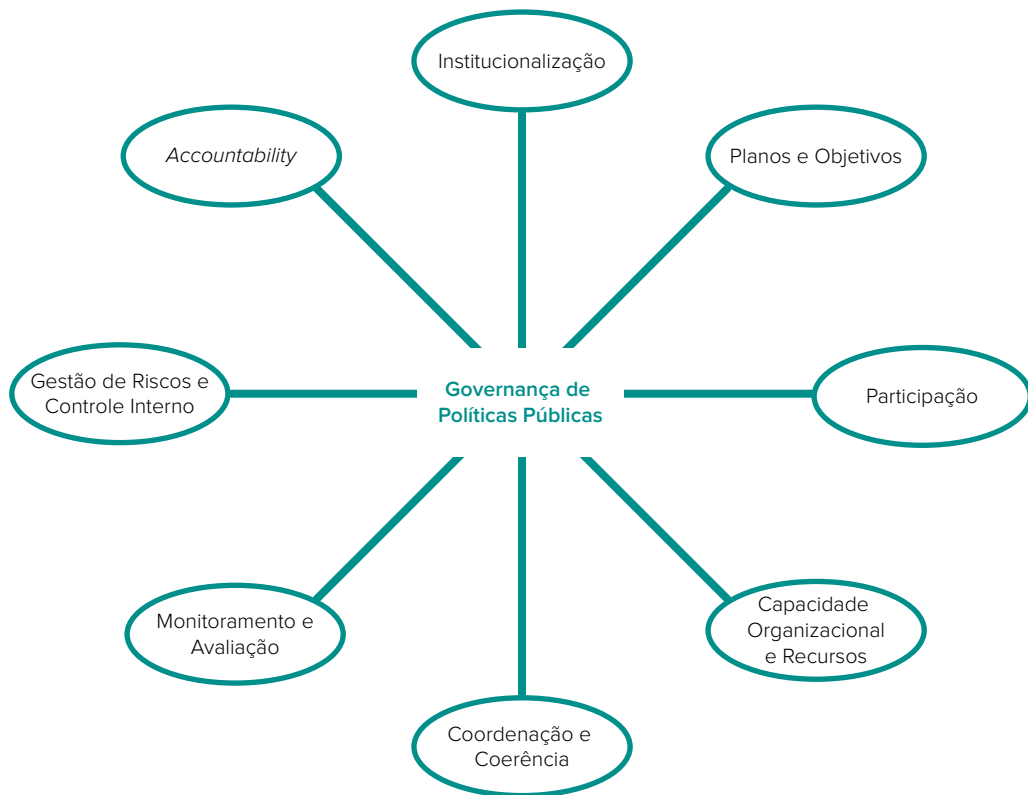 Institucionalização
Accountability
Planos e Objetivos
Gestão de Riscos e
Controle Interno
Governança de
Políticas Públicas
Participação
Monitoramento e
Avaliação
Capacidade
Organizacional
e Recursos
Coordenação e
Coerência